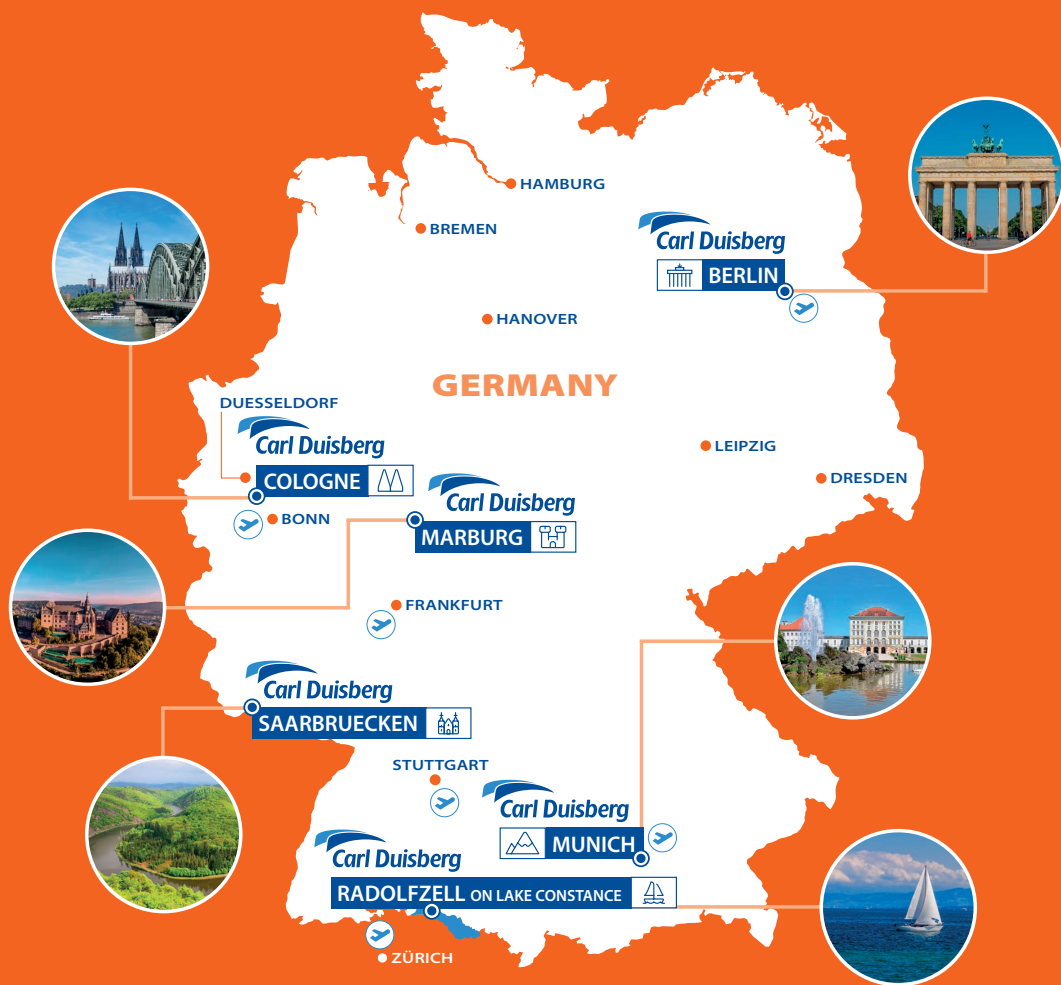 HAMBURG
BREMEN
Carl Duisberg
BERLIN
HANOVER
GERMANY
DUESSELDORF
Carl Duisberg
COLOGNE
LEIPZIG
DRESDEN
Carl Duisberg
MARBURG
BONN
FRANKFURT
Carl Duisberg
SAARBRUECKEN
STUTTGART
Carl Duisberg
MUNICH
Carl Duisberg
RADOLFZELL ON LAKE CONSTANCE
ZÜRICH